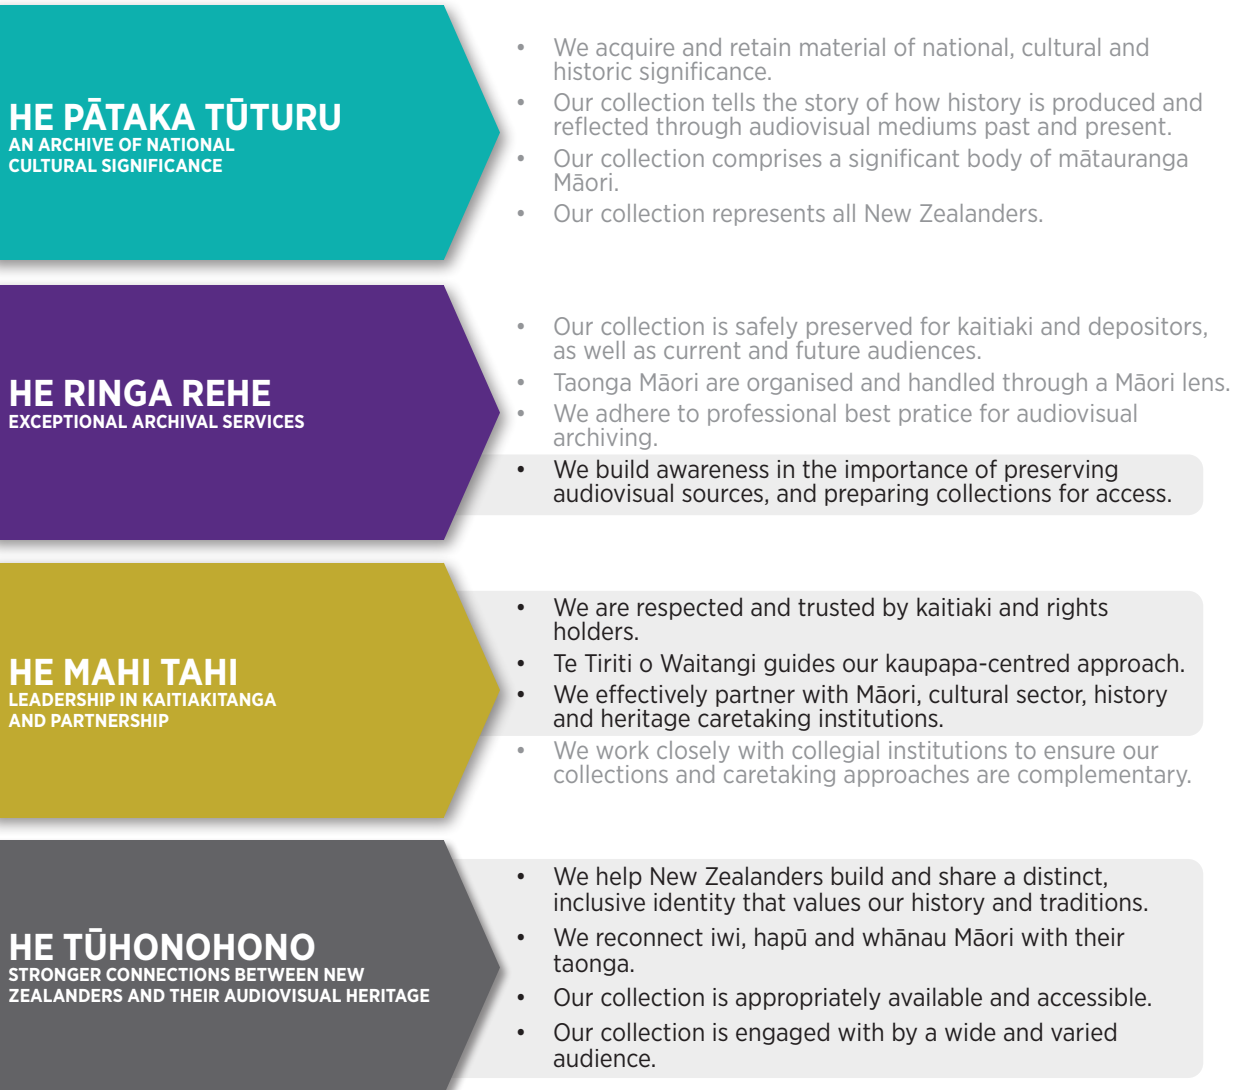 HE PĀTAKA TŪTURU
AN ARCHIVE OF NATIONAL
CULTURAL SIGNIFICANCE
• We acquire and retain material of national, cultural and
historic significance.
• Our collection tells the story of how history is produced and
reflected through audiovisual mediums past and present.
• Our collection comprises a significant body of mātauranga
Māori.
• Our collection represents all New Zealanders.
HE RINGA REHE
EXCEPTIONAL ARCHIVAL SERVICES
• Our collection is safely preserved for kaitiaki and depositors,
as well as current and future audiences.
• Taonga Māori are organised and handled through a Māori lens.
• We adhere to professional best pratice for audiovisual
archiving.
• We build awareness in the importance of preserving
audiovisual sources, and preparing collections for access.
HE MAHI TAHI
LEADERSHIP IN KAITIAKITANGA
AND PARTNERSHIP
• We are respected and trusted by kaitiaki and rights
holders.
• Te Tiriti o Waitangi guides our kaupapa-centred approach.
• We effectively partner with Māori, cultural sector, history
and heritage caretaking institutions.
• We work closely with collegial institutions to ensure our
collections and caretaking approaches are complementary.
HE TŪHONOHONO
STRONGER CONNECTIONS BETWEEN NEW
ZEALANDERS AND THEIR AUDIOVISUAL HERITAGE
• We help New Zealanders build and share a distinct,
inclusive identity that values our history and traditions.
• We reconnect iwi, hapū and whānau Māori with their
taonga.
• Our collection is appropriately available and accessible.
• Our collection is engaged with by a wide and varied
audience.